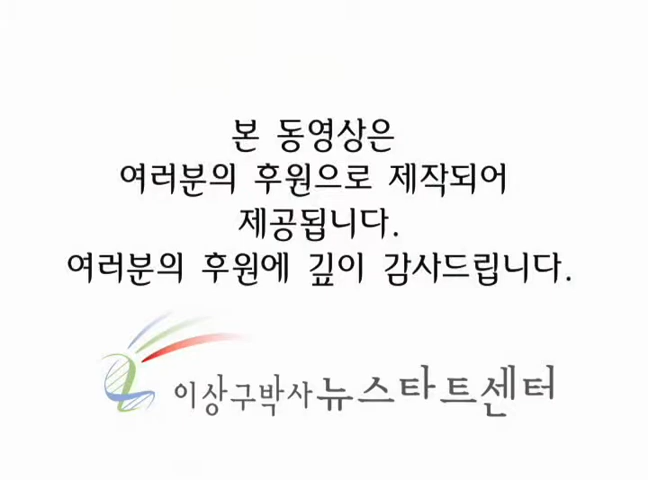 본 동영상은
여러분의 후원으로 제작되어
제공됩니다.
여러분의 후원에 깊이 감사드립니다.
이상구박사뉴스타트센터